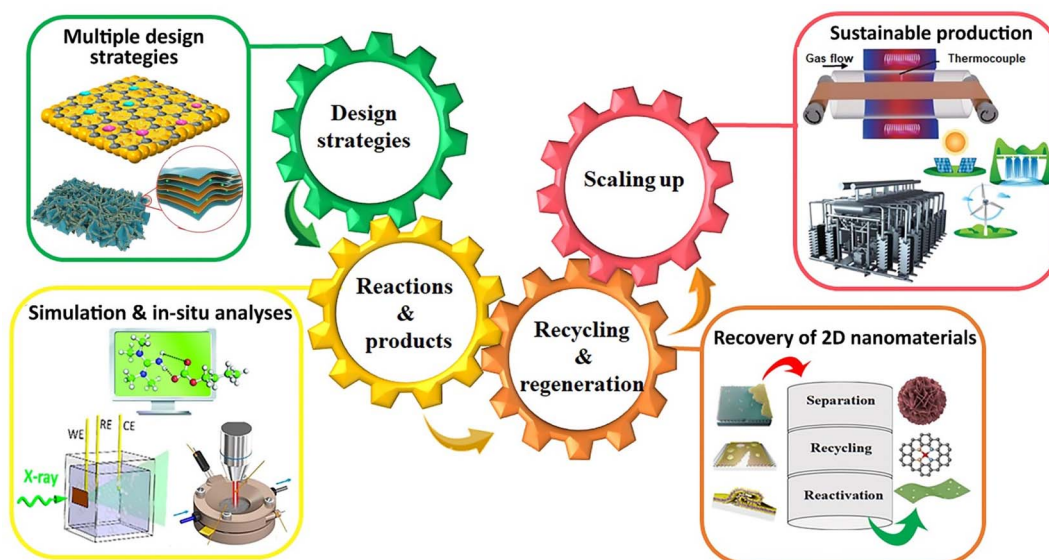 Multiple design
strategies
Design
strategies
Reactions
&
products
Simulation & in-situ analyses
WE
RE
CE
X-ray
Recycling
&
regeneration
Recovery of 2D nanomaterials
Separation
Recycling
Reactivation
Scaling up
Sustainable production
Gas flow
Thermocouple